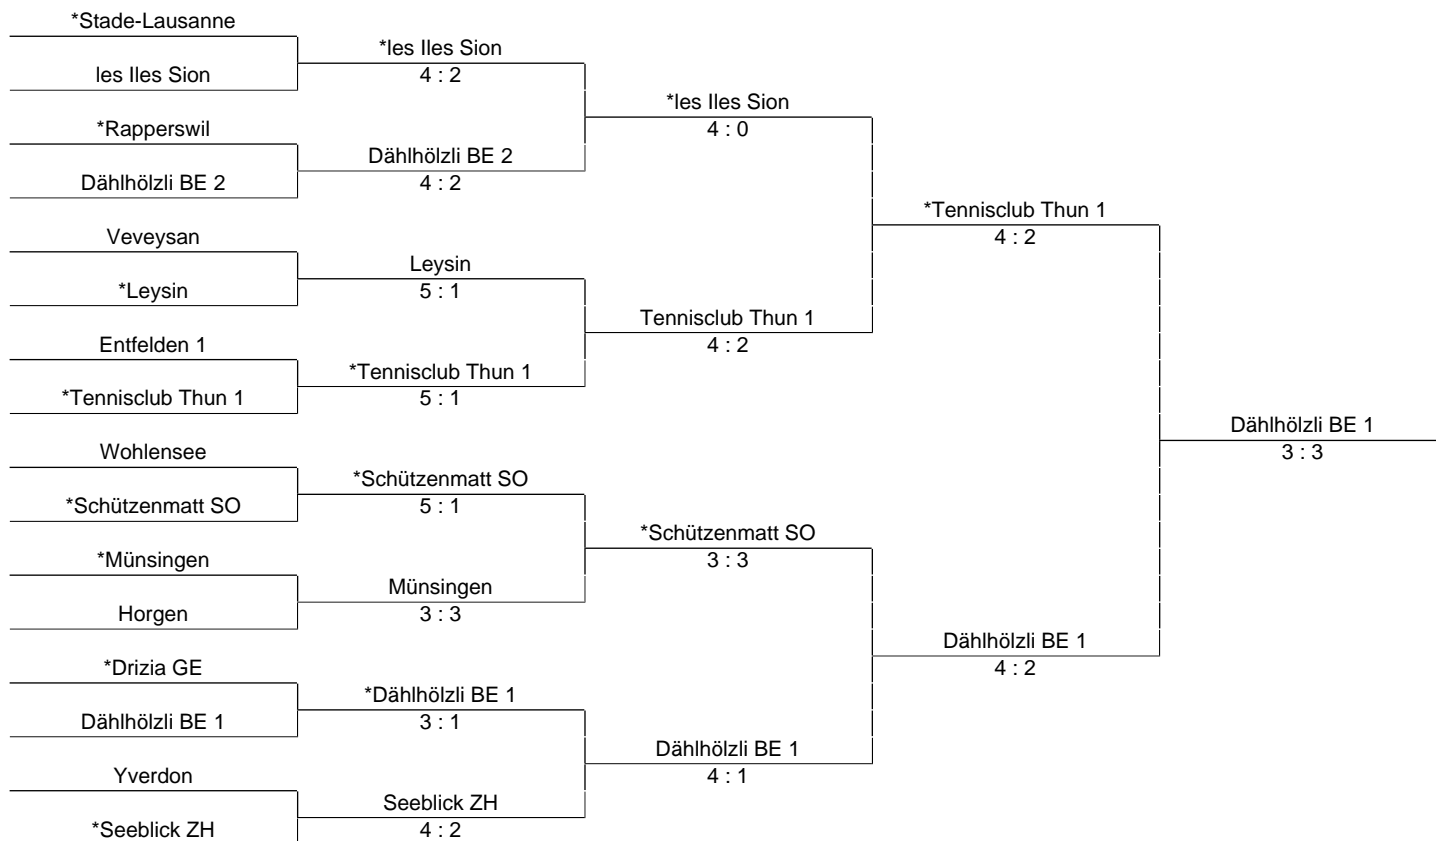 *Stade-Lausanne
les Iles Sion
*Rapperswil
Dählhölzli BE 2
Veveysan
*Leysin
Entfelden 1
*Tennisclub Thun 1
Wohlensee
*Schützenmatt SO
*Münsingen
Horgen
*Drizia GE
Dählhölzli BE 1
Yverdon
*Seeblick ZH
*les Iles Sion
4 : 2
Dählhölzli BE 2
4 : 2
Leysin
5 : 1
*Tennisclub Thun 1
5 : 1
*Schützenmatt SO
5 : 1
Münsingen
3 : 3
*Dählhölzli BE 1
3 : 1
Seeblick ZH
4 : 2
*les Iles Sion
4 : 0
Tennisclub Thun 1
4 : 2
*Schützenmatt SO
3 : 3
Dählhölzli BE 1
4 : 1
*Tennisclub Thun 1
4 : 2
Dählhölzli BE 1
4 : 2
Dählhölzli BE 1
3 : 3